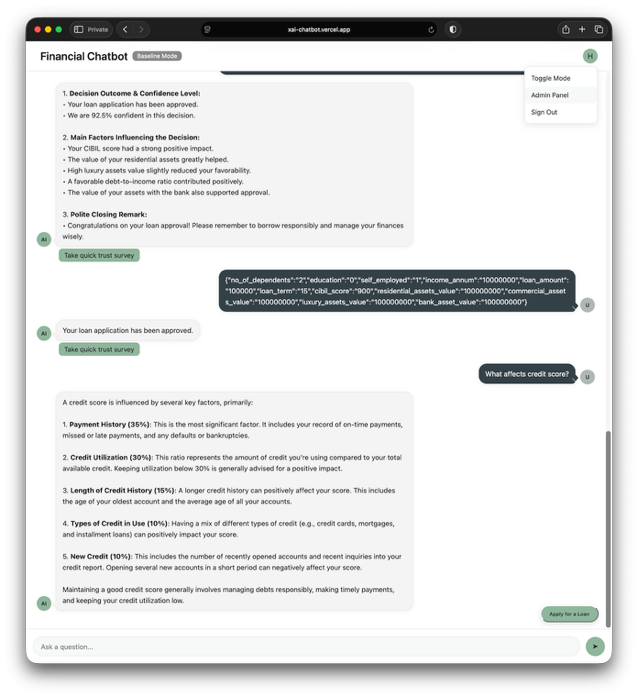 Private
xai-chatbot.vercel.app
Financial Chatbot
Baseline Mode
H
Toggle Mode
Admin Panel
Sign Out
1. Decision Outcome & Confidence Level:
• Your loan application has been approved.
• We are 92.5% confident in this decision.
2. Main Factors Influencing the Decision:
• Your CIBIL score had a strong positive impact.
• The value of your residential assets greatly helped.
• High luxury assets value slightly reduced your favorability.
• A favorable debt-to-income ratio contributed positively.
• The value of your assets with the bank also supported approval.
3. Polite Closing Remark:
• Congratulations on your loan approval! Please remember to borrow responsibly and manage your finances
wisely.
AI
Take quick trust survey
{"no_of_dependents":"2","education":"0","self_employed":"1","income_annum":"10000000","loan_amount":
"100000","loan_term":"15","cibil_score":"900","residential_assets_value":"100000000","commercial_asset
s_value":"100000000","luxury_assets_value":"100000000","bank_asset_value":"100000000"}
U
AI
Your loan application has been approved.
Take quick trust survey
What affects credit score?
U
A credit score is influenced by several key factors, primarily:
1. Payment History (35%): This is the most significant factor. It includes your record of on-time payments,
missed or late payments, and any defaults or bankruptcies.
2. Credit Utilization (30%): This ratio represents the amount of credit you're using compared to your total
available credit. Keeping utilization below 30% is generally advised for a positive impact.
3. Length of Credit History (15%): A longer credit history can positively affect your score. This includes
the age of your oldest account and the average age of all your accounts.
4. Types of Credit in Use (10%): Having a mix of different types of credit (e.g., credit cards, mortgages,
and installment loans) can positively impact your score.
5. New Credit (10%): This includes the number of recently opened accounts and recent inquiries into your
credit report. Opening several new accounts in a short period can negatively affect your score.
Maintaining a good credit score generally involves managing debts responsibly, making timely payments,
and keeping your credit utilization low.
AI
Apply for a Loan
Ask a question...